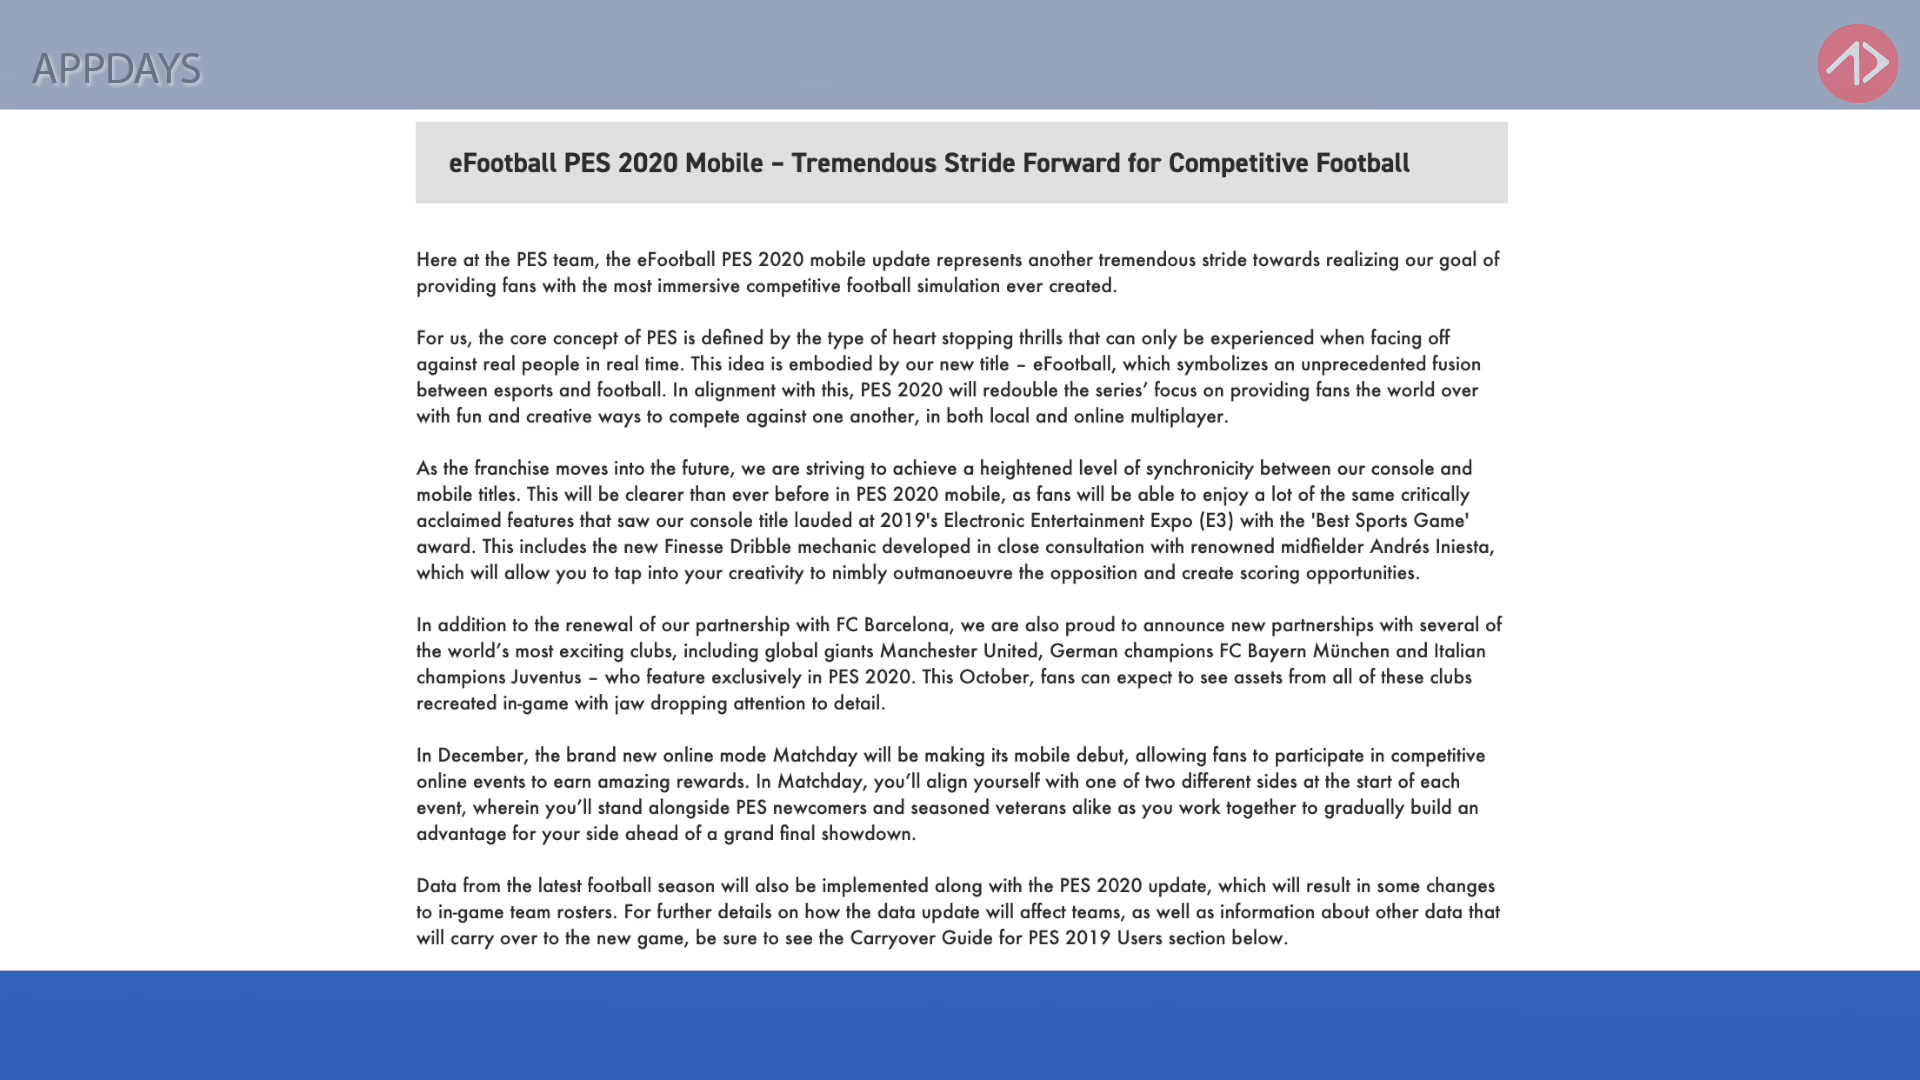 APPDAYS
eFootball PES 2020 Mobile – Tremendous Stride Forward for Competitive Football
Here at the PES team, the eFootball PES 2020 mobile update represents another tremendous stride towards realizing our goal of
providing fans with the most immersive competitive football simulation ever created.
For us, the core concept of PES is defined by the type of heart stopping thrills that can only be experienced when facing off
against real people in real time. This idea is embodied by our new title – eFootball, which symbolizes an unprecedented fusion
between esports and football. In alignment with this, PES 2020 will redouble the series’ focus on providing fans the world over
with fun and creative ways to compete against one another, in both local and online multiplayer.
As the franchise moves into the future, we are striving to achieve a heightened level of synchronicity between our console and
mobile titles. This will be clearer than ever before in PES 2020 mobile, as fans will be able to enjoy a lot of the same critically
acclaimed features that saw our console title lauded at 2019's Electronic Entertainment Expo (E3) with the 'Best Sports Game'
award. This includes the new Finesse Dribble mechanic developed in close consultation with renowned midfielder Andrés Iniesta,
which will allow you to tap into your creativity to nimbly outmanoeuvre the opposition and create scoring opportunities.
In addition to the renewal of our partnership with FC Barcelona, we are also proud to announce new partnerships with several of
the world’s most exciting clubs, including global giants Manchester United, German champions FC Bayern München and Italian
champions Juventus – who feature exclusively in PES 2020. This October, fans can expect to see assets from all of these clubs
recreated in-game with jaw dropping attention to detail.
In December, the brand new online mode Matchday will be making its mobile debut, allowing fans to participate in competitive
online events to earn amazing rewards. In Matchday, you’ll align yourself with one of two different sides at the start of each
event, wherein you’ll stand alongside PES newcomers and seasoned veterans alike as you work together to gradually build an
advantage for your side ahead of a grand final showdown.
Data from the latest football season will also be implemented along with the PES 2020 update, which will result in some changes
to in-game team rosters. For further details on how the data update will affect teams, as well as information about other data that
will carry over to the new game, be sure to see the Carryover Guide for PES 2019 Users section below.